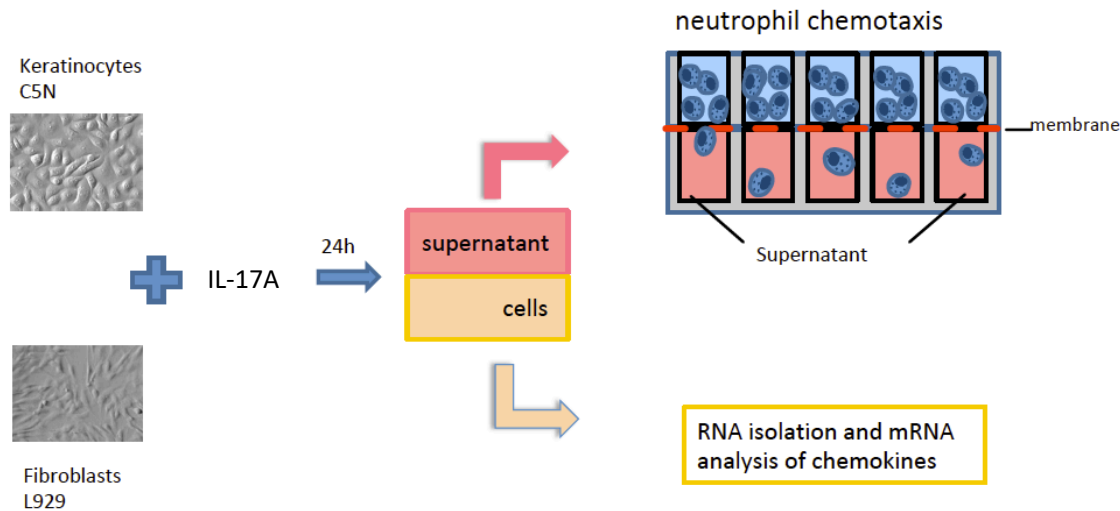 neutrophil chemotaxis
Keratinocytes
C5N
membrane
24h
supernatant
IL-17A
Supernatant
cells
RNA isolation and mRNA
analysis of chemokines
Fibroblasts
L929